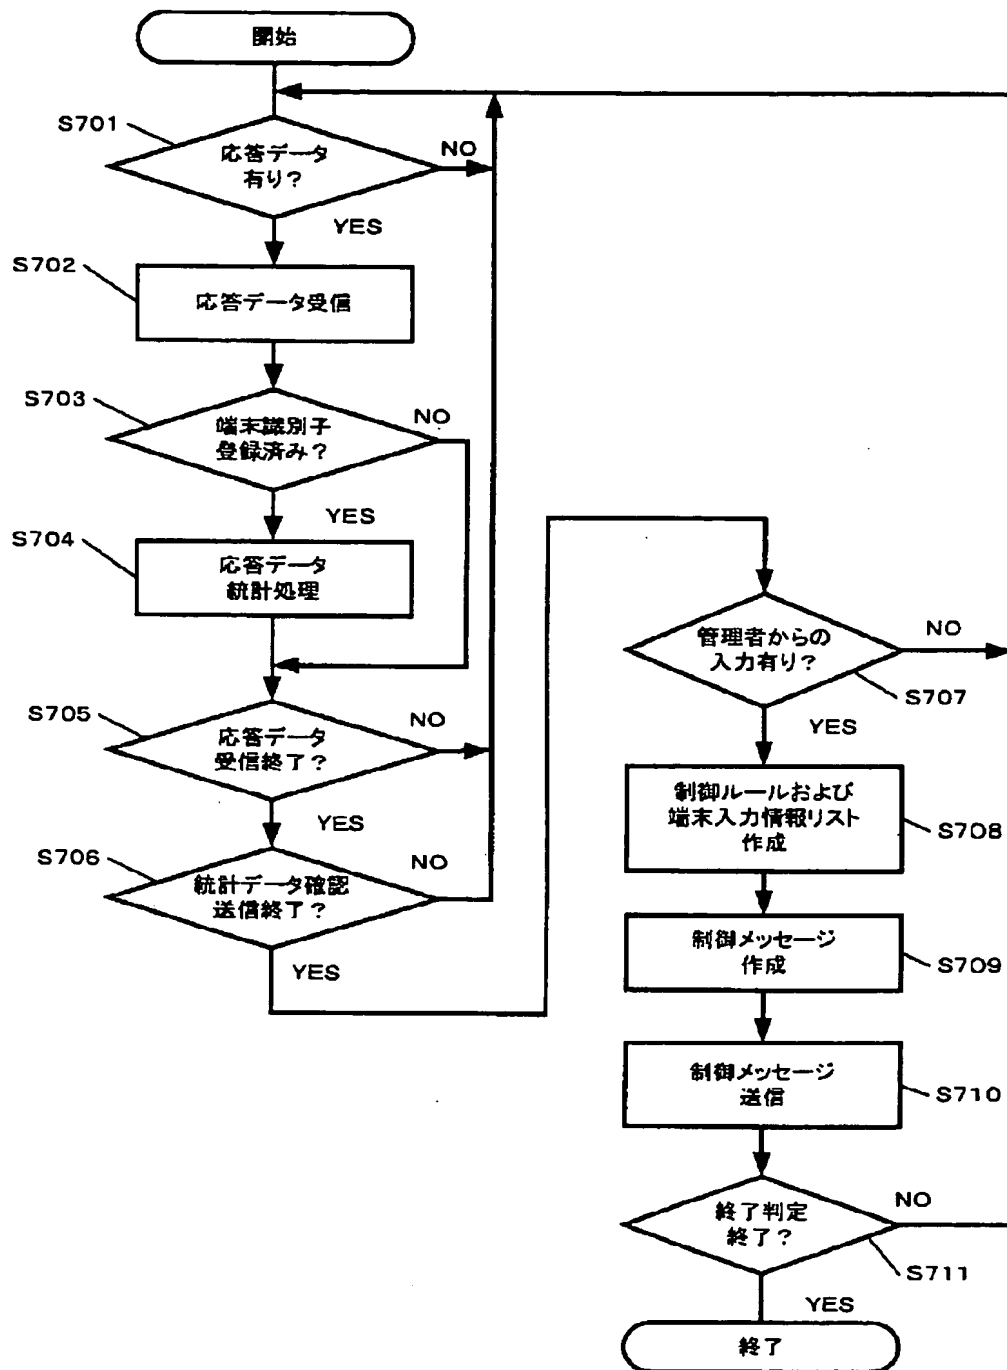 開始
S701
応答データ
有り?
NO
YES
S702
応答データ受信
S703
端末識別子
登録済み?
NO
YES
S704
応答データ
統計処理
S705
応答データ
受信終了?
NO
YES
S706
統計データ確認
送信終了?
NO
YES
管理者からの
入力有り?
NO
S707
YES
制御ルールおよび
端末入力情報リスト
作成
S708
制御メッセージ
作成
S709
制御メッセージ
送信
S710
終了判定
終了?
NO
S711
YES
終了